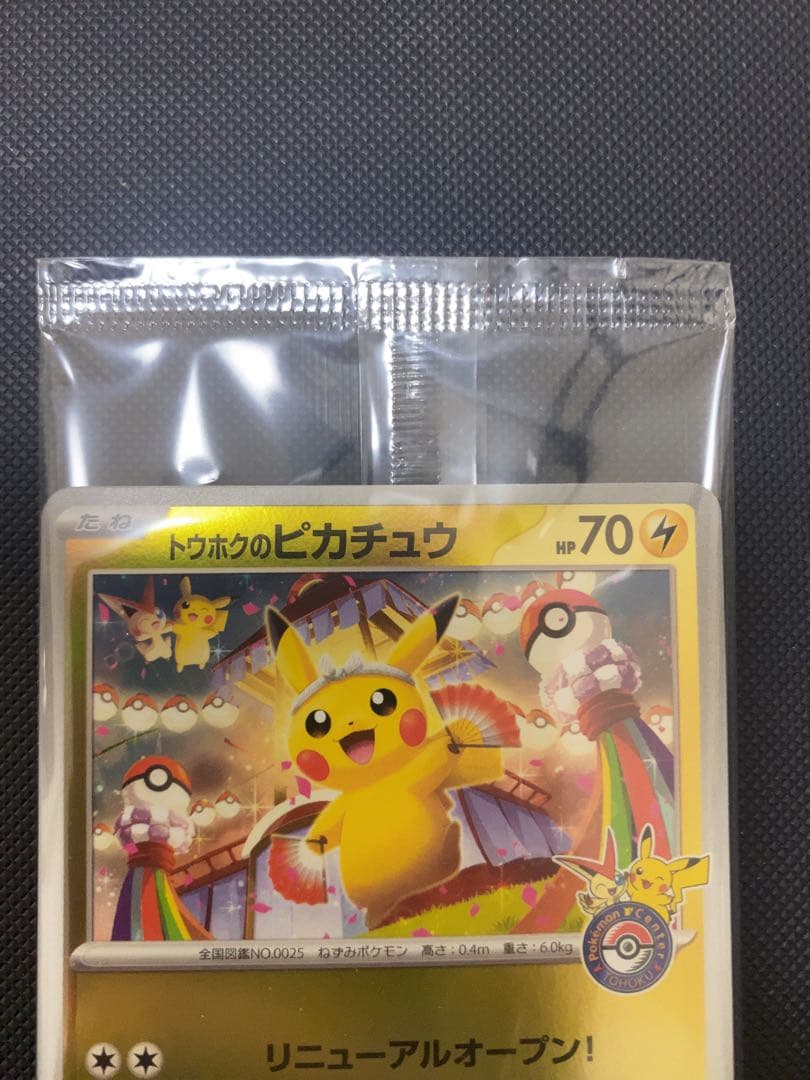 たね
トウホクのピカチュウ HP70
全国図鑑NO.0025 ねずみポケモン 高さ:0.4m 重さ:6.0kg
Pokémon Center
TOHOKU
リニューアルオープン!